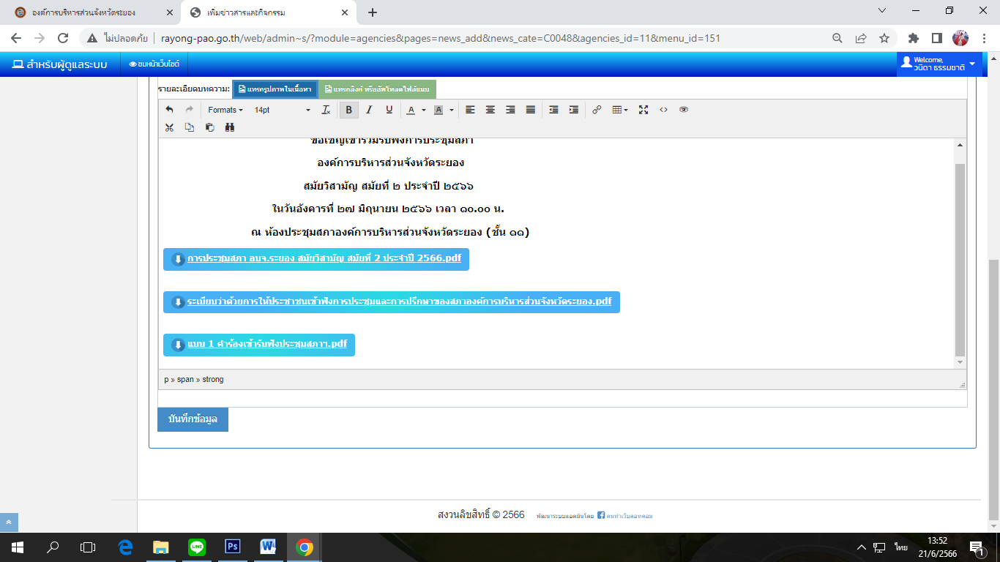 องค์การบริหารส่วนจังหวัดระยอง
เพิ่มข่าวสารและกิจกรรม
ไม่ปลอดภัย
rayong-pao.go.th/web/admin~s/?module=agencies&pages=news_add&news_cate=C0048&agencies_id=11&menu_id=151
สำหรับผู้ดูแลระบบ
ชมหน้าเว็บไซต์
Welcome,
วนิดา ธรรมชาติ
รายละเอียดบทความ:
แทรกรูปภาพในเนื้อหา
แทรกลิงค์ หรืออัพโหลดไฟล์แนบ
Formats
14pt
ขอเชิญเข้าร่วมรับฟังการประชุมสภา
องค์การบริหารส่วนจังหวัดระยอง
สมัยวิสามัญ สมัยที่ ๒ ประจำปี ๒๕๖๖
ในวันอังคารที่ ๒๗ มิถุนายน ๒๕๖๖ เวลา ๑๐.๐๐ น.
ณ ห้องประชุมสภาองค์การบริหารส่วนจังหวัดระยอง (ชั้น ๑๑)
การประชุมสภา อบจ.ระยอง สมัยวิสามัญ สมัยที่ 2 ประจำปี 2566.pdf
ระเบียบว่าด้วยการให้ประชาชนเข้าฟังการประชุมและการปรึกษาของสภาองค์การบริหารส่วนจังหวัดระยอง.pdf
แบบ 1 คำร้องเข้ารับฟังประชุมสภาฯ.pdf
p » span » strong
บันทึกข้อมูล
สงวนลิขสิทธิ์ © 2566
พัฒนาระบบแอดมินโดย คนทำเว็บดอทคอม
ไทย
13:52
21/6/2566
1